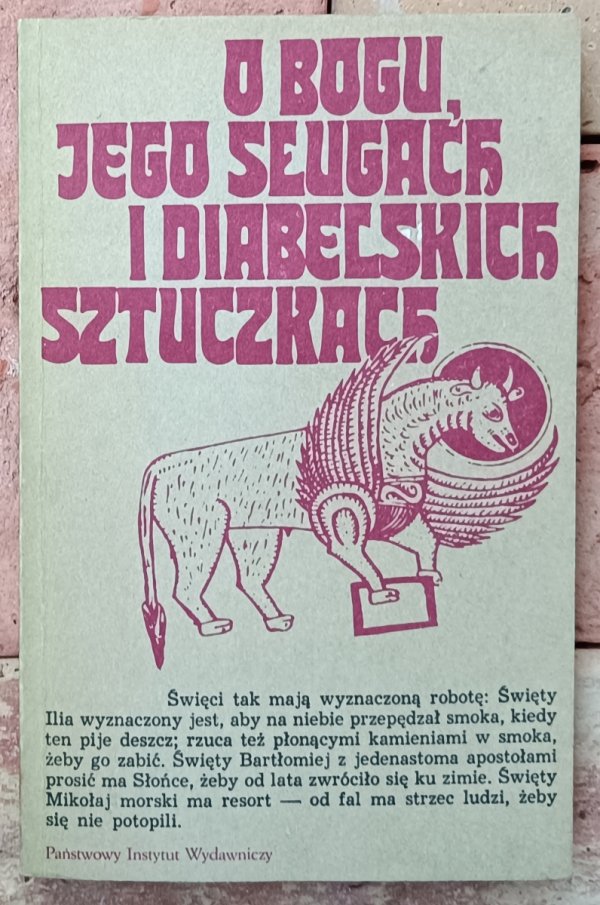 O BOGU,
JEGO SŁUGACH
I DIABELSKICH
SZTUCZKACH
Święci tak mają wyznaczoną robotę: Święty
Ilia wyznaczony jest, aby na niebie przepędzał smoka, kiedy
ten pije deszcz; rzuca też płonącymi kamieniami w smoka,
żeby go zabić. Święty Bartłomiej z jedenastoma apostołami
prosić ma Słońce, żeby od lata zwróciło się ku zimie. Święty
Mikołaj morski ma resort — od fal ma strzec ludzi, żeby
się nie potopili.
Państwowy Instytut Wydawniczy